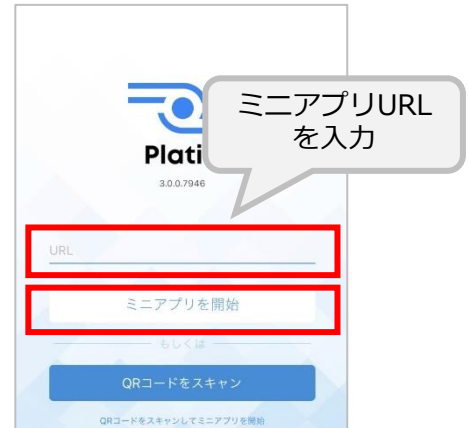 ミニアプリURL
を入力
Plati
3.0.0.7946
URL
ミニアプリを開始
もしくは
QRコードをスキャン
QRコードをスキャンしてミニアプリを開始